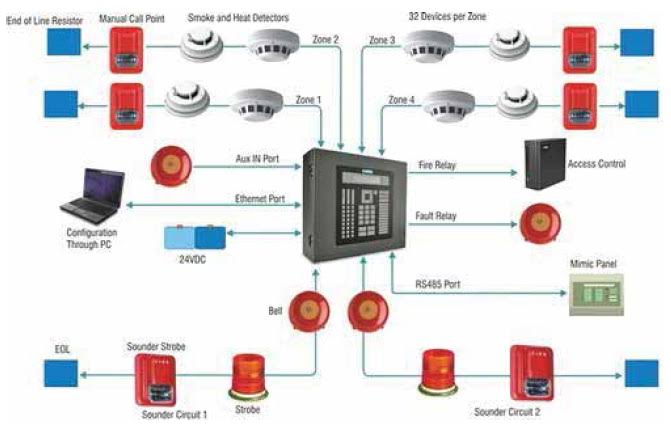 End of Line Resistor
Manual Call Point
Smoke and Heat Detectors
32 Devices per Zone
Zone 2
Zone 3
Zone 1
Zone 4
Aux IN Port
Fire Relay
Access Control
Ethernet Port
Configuration
Through PC
Fault Relay
24VDC
Mimic Panel
RS485 Port
Bell
EOL
Sounder Strobe
Sounder Circuit 1
Strobe
Sounder Circuit 2